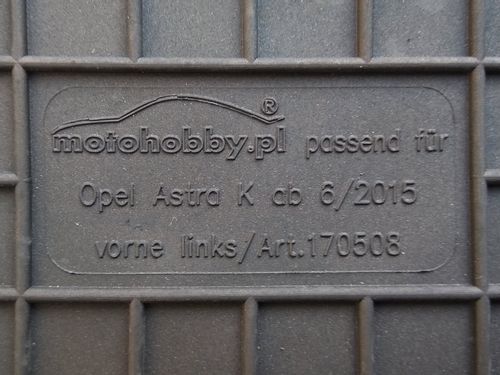 motohobby.pl ® passend für
Opel Astra K ab 6/2015
vorne links/Art.170508